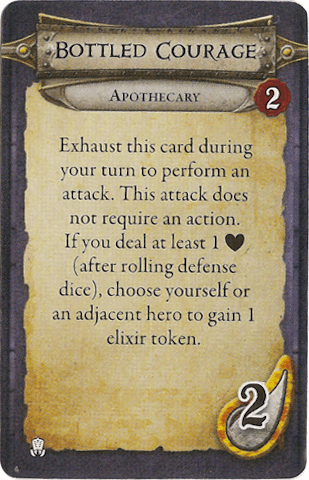 BOTTLED COURAGE
APOTHECARY
2
Exhaust this card during
your turn to perform an
attack. This attack does
not require an action.
If you deal at least 1 ♥
(after rolling defense
dice), choose yourself or
an adjacent hero to gain 1
elixir token.
2